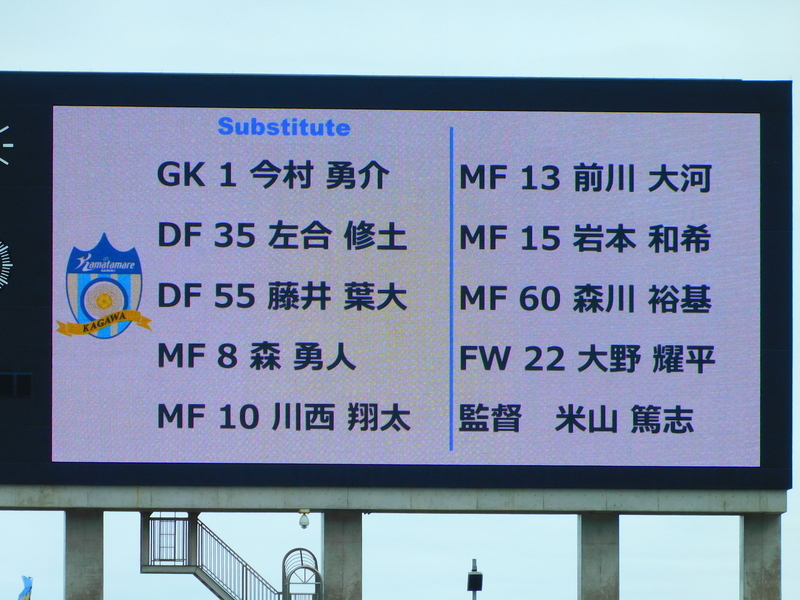 Substitute
GK 1 今村 勇介
DF 35 左合 修土
DF 55 藤井 葉大
MF 8 森 勇人
MF 10 川西 翔太
MF 13 前川 大河
MF 15 岩本 和希
MF 60 森川 裕基
FW 22 大野 耀平
監督 米山 篤志
Kamatamare
KAGAWA